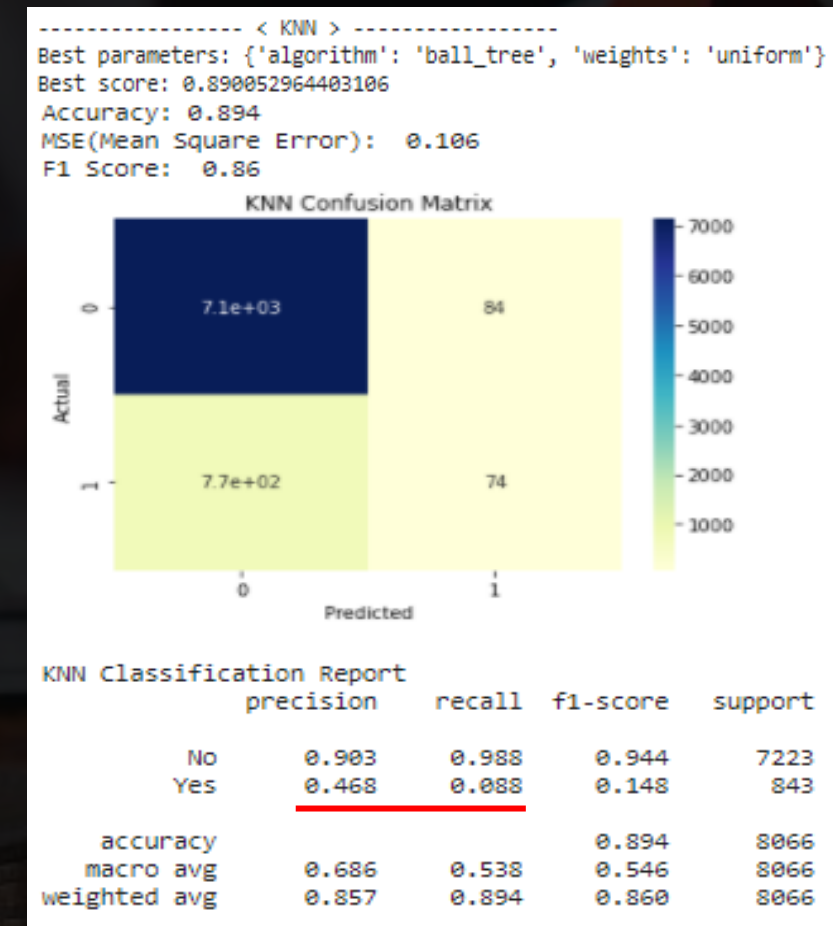 ----------------- < KNN > -----------------
Best parameters: {'algorithm': 'ball_tree', 'weights': 'uniform'}
Best score: 0.890052964403106
Accuracy: 0.894
MSE(Mean Square Error): 0.106
F1 Score: 0.86
KNN Confusion Matrix
7000
6000
5000
4000
3000
2000
1000
Actual
0
7.1e+03 84
1
7.7e+02 74
0 1
Predicted
KNN Classification Report
precision recall f1-score support
No 0.903 0.988 0.944 7223
Yes 0.468 0.088 0.148 843
accuracy 0.894 8066
macro avg 0.686 0.538 0.546 8066
weighted avg 0.857 0.894 0.860 8066